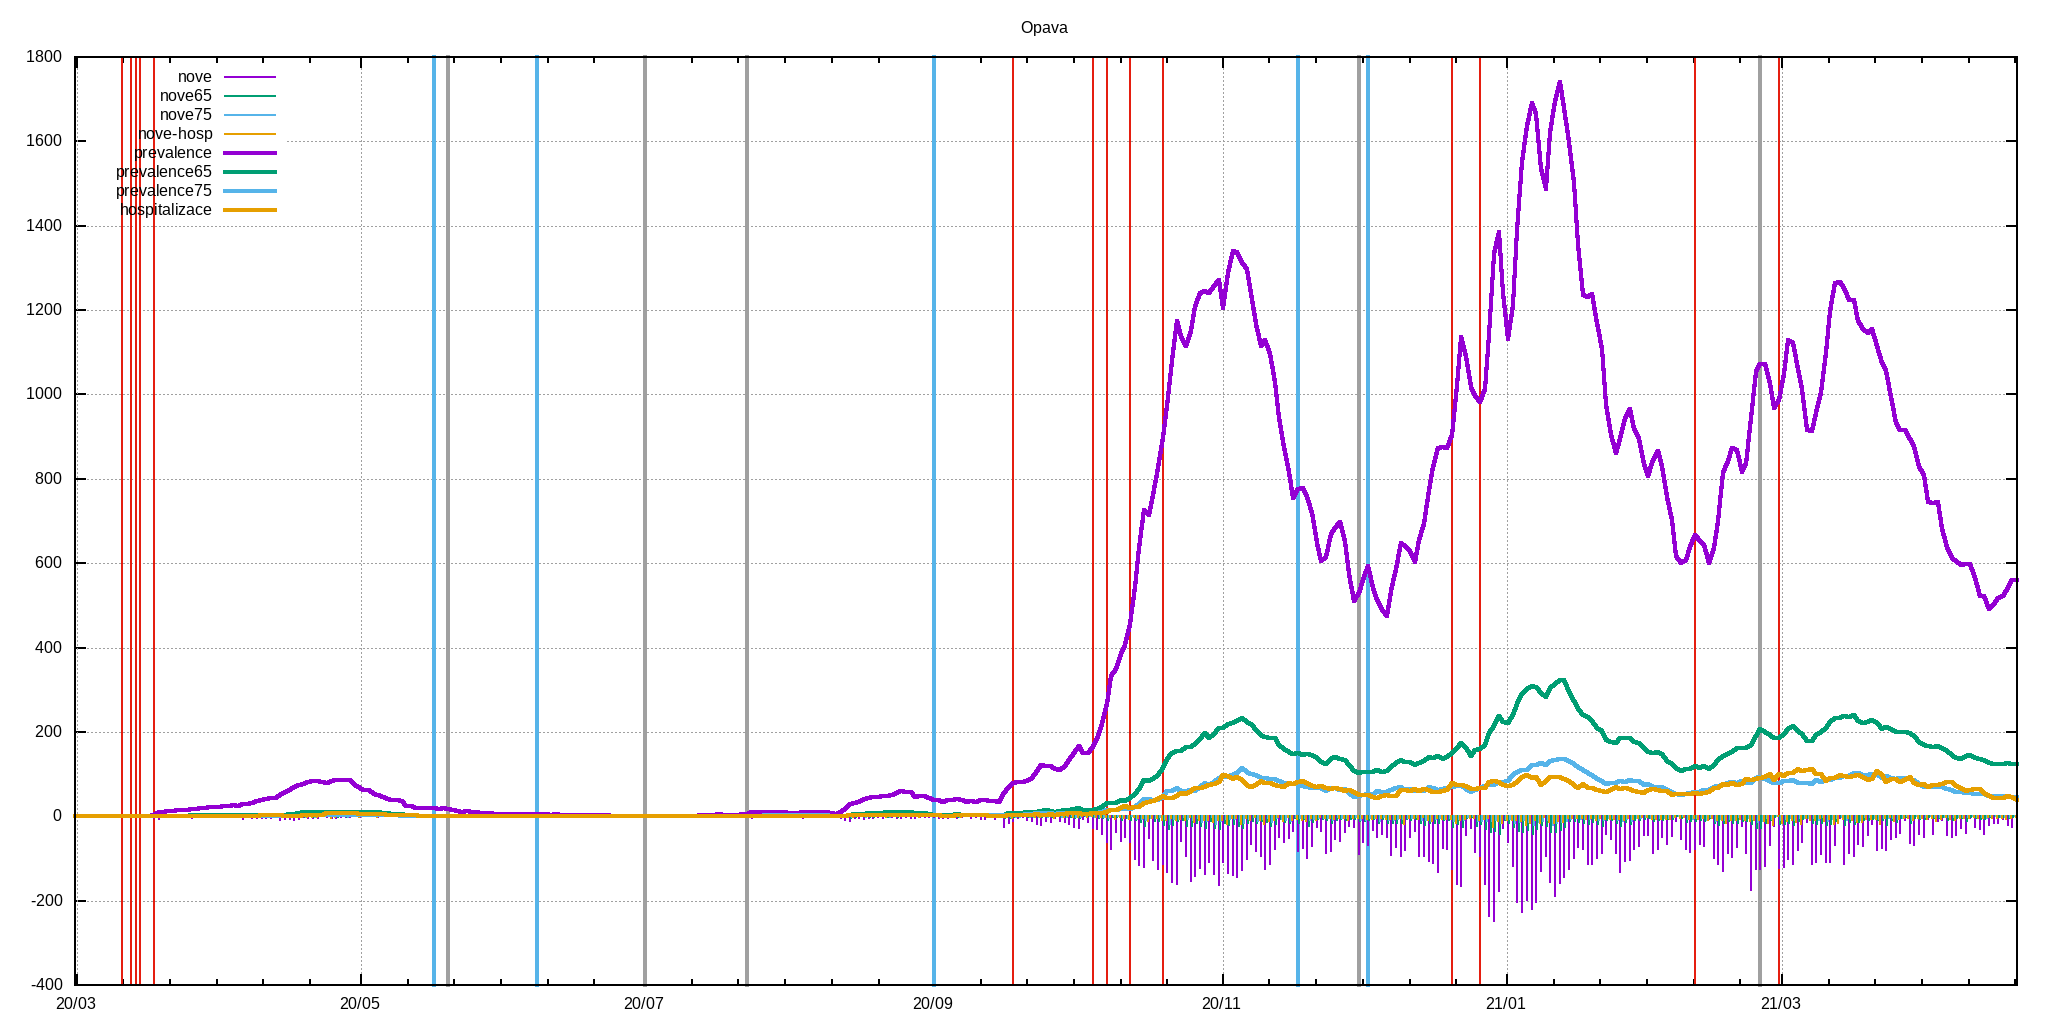 Opava
1800
1600
1400
1200
1000
800
600
400
200
0
-200
-400
nove
nove65
nove75
nove-hosp
prevalence
prevalence65
prevalence75
hospitalizace
20/03 20/05 20/07 20/09 20/11 21/01 21/03